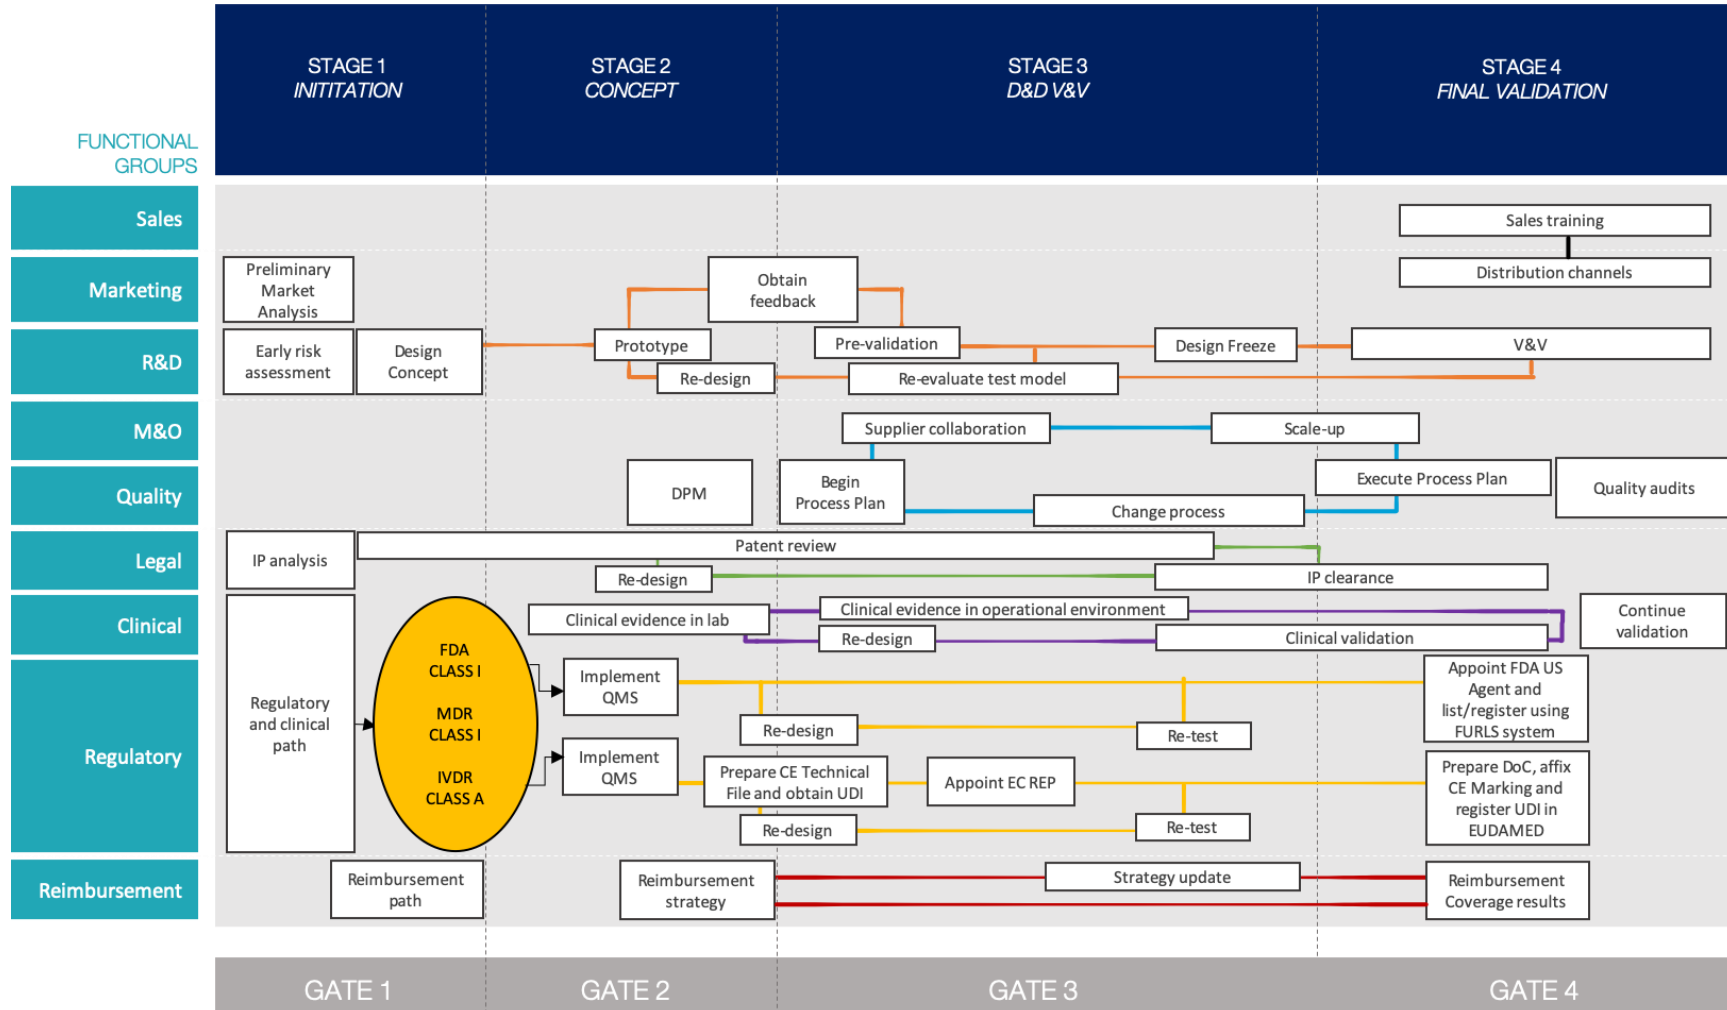 STAGE 1
INITITATION
STAGE 2
CONCEPT
STAGE 3
D&D V&V
STAGE 4
FINAL VALIDATION
FUNCTIONAL
GROUPS
Sales
Sales training
Marketing
Preliminary
Market
Analysis
Obtain
feedback
Distribution channels
R&D
Early risk
assessment
Design
Concept
Prototype
Re-design
Pre-validation
Re-evaluate test model
Design Freeze
V&V
M&O
Supplier collaboration
Scale-up
Quality
DPM
Begin
Process Plan
Change process
Execute Process Plan
Quality audits
Legal
IP analysis
Patent review
Re-design
IP clearance
Clinical
Regulatory
and clinical
path
Clinical evidence in lab
Clinical evidence in operational environment
Re-design
Clinical validation
Continue
validation
Regulatory
FDA
CLASS I
MDR
CLASS I
IVDR
CLASS A
Implement
QMS
Re-design
Re-test
Appoint FDA US
Agent and
list/register using
FURLS system
Implement
QMS
Prepare CE Technical
File and obtain UDI
Appoint EC REP
Re-design
Re-test
Prepare DoC, affix
CE Marking and
register UDI in
EUDAMED
Reimbursement
Reimbursement
path
Reimbursement
strategy
Strategy update
Reimbursement
Coverage results
GATE 1
GATE 2
GATE 3
GATE 4